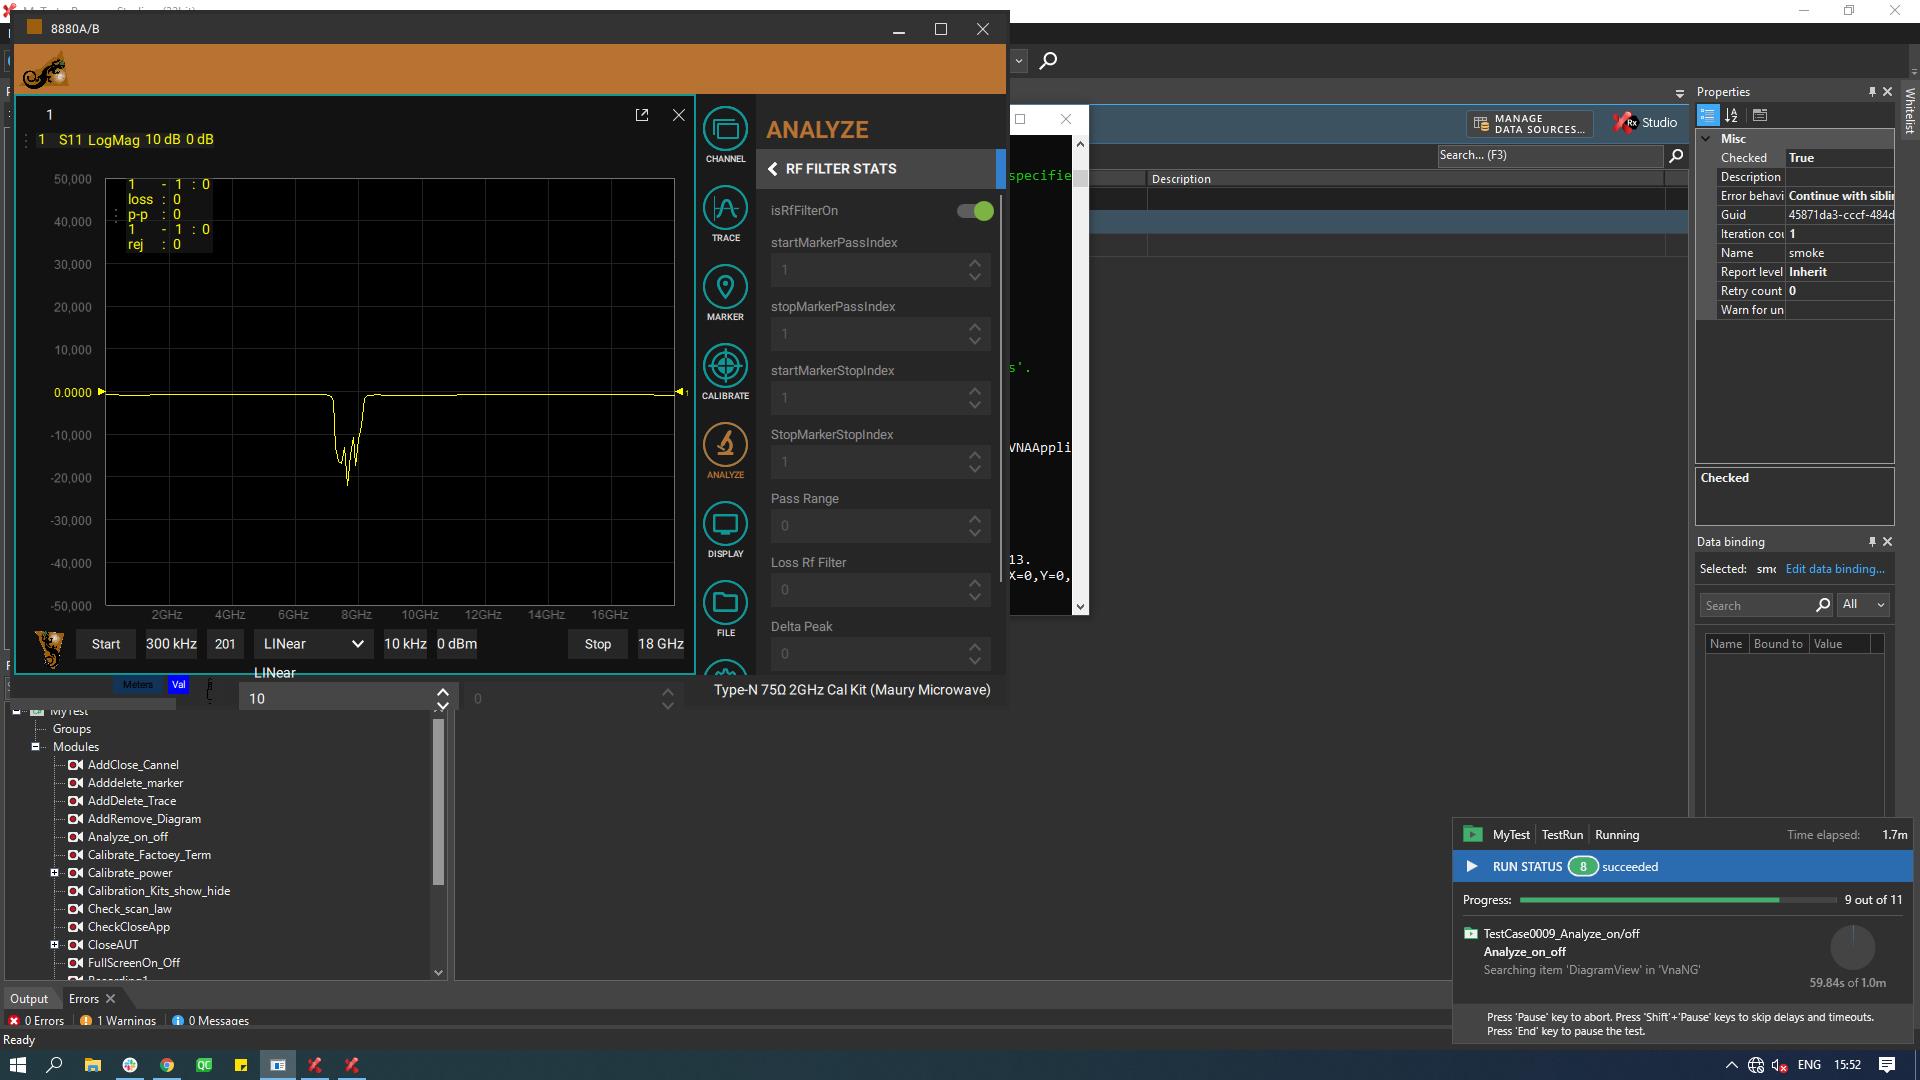 8880A/B
1
1 S11 LogMag 10 dB 0 dB
1 - 1 : 0
loss : 0
p-p : 0
1 - 1 : 0
rej : 0
50,000
40,000
30,000
20,000
10,000
0.0000
-10,000
-20,000
-30,000
-40,000
-50,000
1
2GHz 4GHz 6GHz 8GHz 10GHz 12GHz 14GHz 16GHz
Start 300 kHz 201 LINear 10 kHz 0 dBm Stop 18 GHz
LINear
Meters Val
10
0
Type-N 75Ω 2GHz Cal Kit (Maury Microwave)
CHANNEL
TRACE
MARKER
CALIBRATE
ANALYZE
DISPLAY
FILE
ANALYZE
RF FILTER STATS
isRfFilterOn
startMarkerPassIndex
1
stopMarkerPassIndex
1
startMarkerStopIndex
1
StopMarkerStopIndex
1
Pass Range
0
Loss Rf Filter
0
Delta Peak
0
specifie
s'.
VNAAppli
13.
X=0,Y=0,
MANAGE
DATA SOURCES...
Rx Studio
Search... (F3)
Description
Properties
Whitelist
Misc
Checked True
Description
Error behavi Continue with siblin
Guid 45871da3-cccf-484d
Iteration cou 1
Name smoke
Report level Inherit
Retry count 0
Warn for un
Checked
Data binding
Selected: smo Edit data binding...
Search All
Name Bound to Value
MyTest
Groups
Modules
AddClose_Cannel
Adddelete_marker
AddDelete_Trace
AddRemove_Diagram
Analyze_on_off
Calibrate_Factoey_Term
Calibrate_power
Calibration_Kits_show_hide
Check_scan_law
CheckCloseApp
CloseAUT
FullScreenOn_Off
Recording1
Output Errors
0 Errors 1 Warnings 0 Messages
Ready
MyTest TestRun Running Time elapsed: 1.7m
RUN STATUS 8 succeeded
Progress: 9 out of 11
TestCase0009_Analyze_on/off
Analyze_on_off
Searching item 'DiagramView' in 'VnaNG'
59.84s of 1.0m
Press 'Pause' key to abort. Press 'Shift'+'Pause' keys to skip delays and timeouts.
Press 'End' key to pause the test.
QC
ENG 15:52